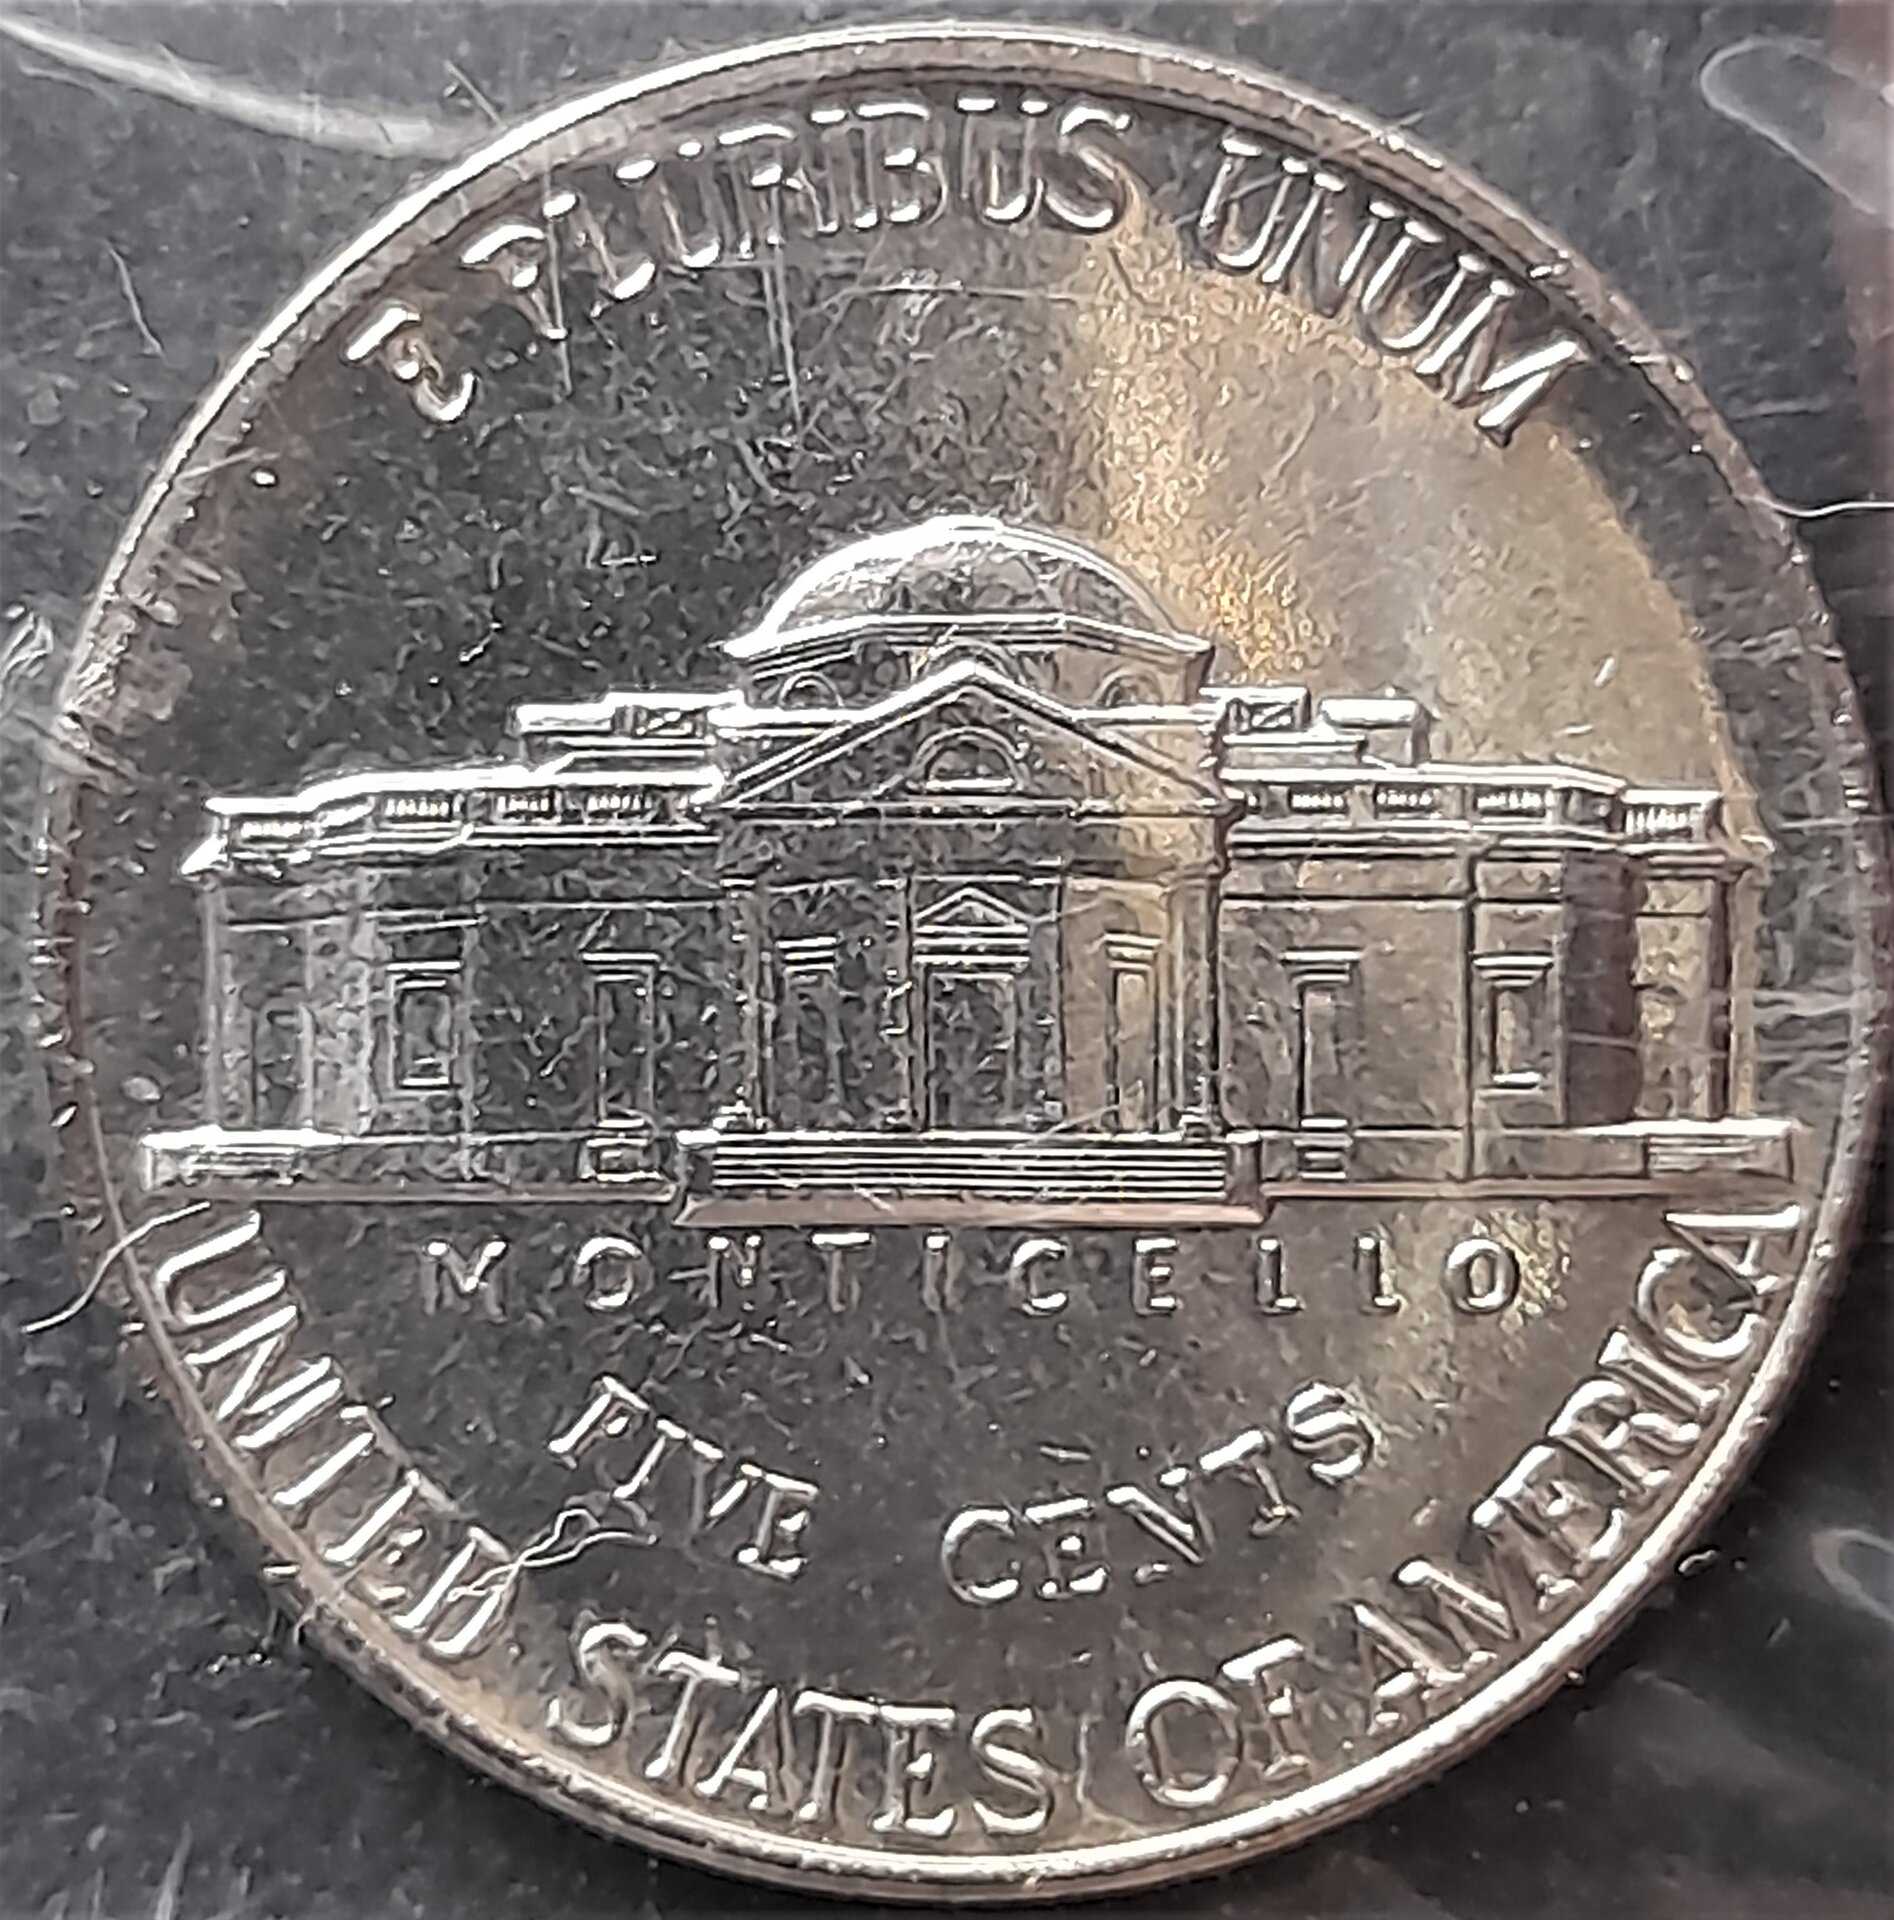 E PLURIBUS UNUM
MONTICELLO
FIVE CENTS
UNITED STATES OF AMERICA